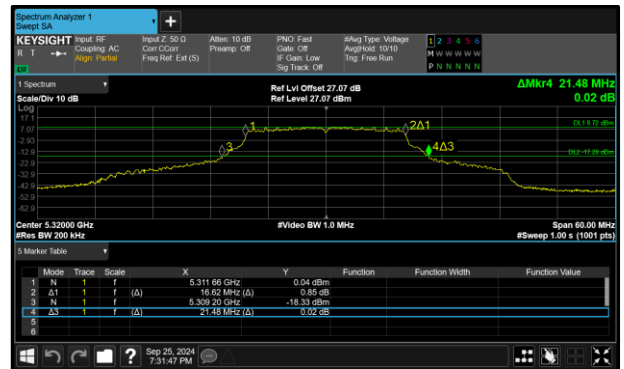 Spectrum Analyzer 1
Swept SA
+
KEYSIGHT Input: RF Input Z: 50 Ω Atten: 10 dB PNO: Fast #Avg Type: Voltage 1 2 3 4 5 6
R T Coupling: AC Corr CCorr Preamp: Off Gate: Off Avg|Hold: 10/10 M W W W W W
Align: Partial Freq Ref: Ext (S) IF Gain: Low Trig: Free Run
Sig Track: Off P N N N N N
1 Spectrum
Scale/Div 10 dB
Ref Lvl Offset 27.07 dB
Ref Level 27.07 dBm
ΔMkr4 21.48 MHz
0.02 dB
Log
17.1
7.07
-2.93
-12.9
-22.9
-32.9
-42.9
-52.9
-62.9
1
2Δ1
3
4Δ3
DL1 8.72 dBm
DL2 -17.28 dBm
Center 5.32000 GHz #Video BW 1.0 MHz Span 60.00 MHz
#Res BW 200 kHz #Sweep 1.00 s (1001 pts)
5 Marker Table
Mode Trace Scale X Y Function Function Width Function Value
1 N 1 f 5.311 66 GHz 0.04 dBm
2 Δ1 1 f (Δ) 16.62 MHz (Δ) 0.85 dB
3 N 1 f 5.309 20 GHz -18.33 dBm
4 Δ3 1 f (Δ) 21.48 MHz (Δ) 0.02 dB
5
6
? Sep 25, 2024
7:31:47 PM